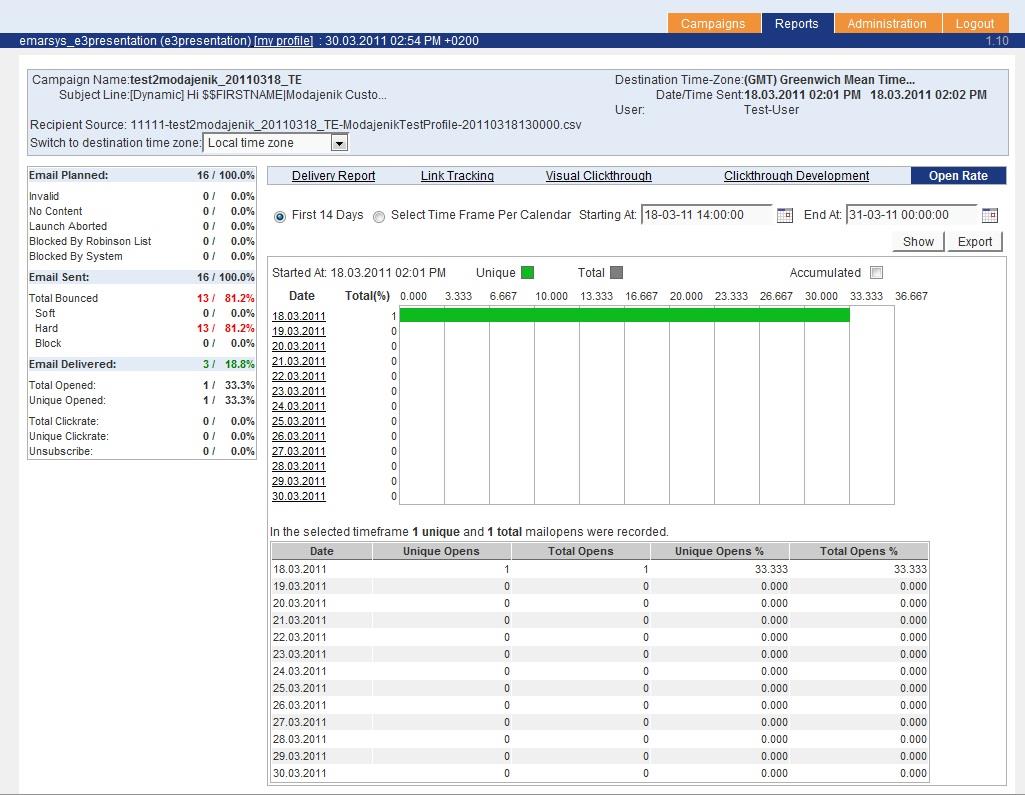 Campaigns Reports Administration Logout
emarsys_e3presentation (e3presentation) [my profile] : 30.03.2011 02:54 PM +0200 1.10
Campaign Name:test2modajenik_20110318_TE Destination Time-Zone:(GMT) Greenwich Mean Time...
Subject Line:[Dynamic] Hi $$FIRSTNAME|Modajenik Custo... Date/Time Sent:18.03.2011 02:01 PM 18.03.2011 02:02 PM
User: Test-User
Recipient Source: 11111-test2modajenik_20110318_TE-ModajenikTestProfile-20110318130000.csv
Switch to destination time zone: Local time zone
Email Planned: 16 / 100.0%
Invalid 0 / 0.0%
No Content 0 / 0.0%
Launch Aborted 0 / 0.0%
Blocked By Robinson List 0 / 0.0%
Blocked By System 0 / 0.0%
Email Sent: 16 / 100.0%
Total Bounced 13 / 81.2%
Soft 0 / 0.0%
Hard 13 / 81.2%
Block 0 / 0.0%
Email Delivered: 3 / 18.8%
Total Opened: 1 / 33.3%
Unique Opened: 1 / 33.3%
Total Clickrate: 0 / 0.0%
Unique Clickrate: 0 / 0.0%
Unsubscribe: 0 / 0.0%
Delivery Report Link Tracking Visual Clickthrough Clickthrough Development Open Rate
First 14 Days Select Time Frame Per Calendar Starting At: 18-03-11 14:00:00 End At: 31-03-11 00:00:00
Show Export
Started At: 18.03.2011 02:01 PM Unique Total Accumulated
Date Total(%) 0.000 3.333 6.667 10.000 13.333 16.667 20.000 23.333 26.667 30.000 33.333 36.667
18.03.2011 1
19.03.2011 0
20.03.2011 0
21.03.2011 0
22.03.2011 0
23.03.2011 0
24.03.2011 0
25.03.2011 0
26.03.2011 0
27.03.2011 0
28.03.2011 0
29.03.2011 0
30.03.2011 0
In the selected timeframe 1 unique and 1 total mailopens were recorded.
Date Unique Opens Total Opens Unique Opens % Total Opens %
18.03.2011 1 1 33.333 33.333
19.03.2011 0 0 0.000 0.000
20.03.2011 0 0 0.000 0.000
21.03.2011 0 0 0.000 0.000
22.03.2011 0 0 0.000 0.000
23.03.2011 0 0 0.000 0.000
24.03.2011 0 0 0.000 0.000
25.03.2011 0 0 0.000 0.000
26.03.2011 0 0 0.000 0.000
27.03.2011 0 0 0.000 0.000
28.03.2011 0 0 0.000 0.000
29.03.2011 0 0 0.000 0.000
30.03.2011 0 0 0.000 0.000